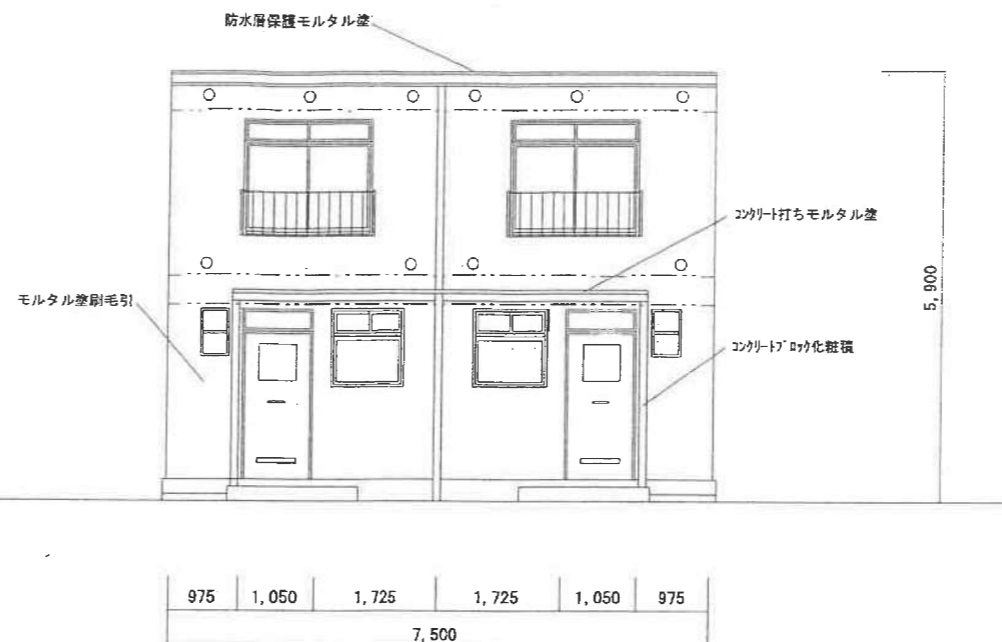 防水層保護モルタル塗
コンクリート打ちモルタル塗
5,900
モルタル塗刷毛引
コンクリートブロック化粧積
975 1,050 1,725 1,725 1,050 975
7,500